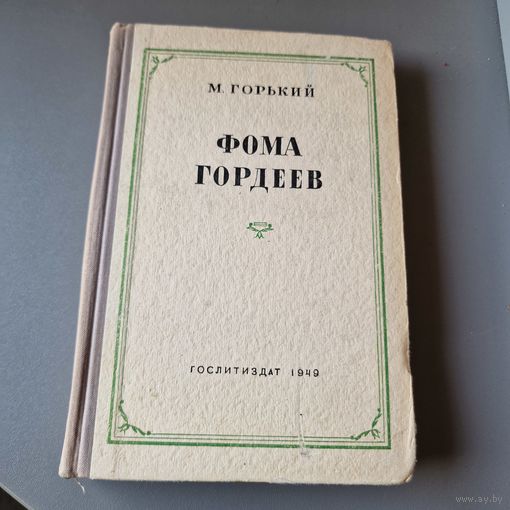 М. ГОРЬКИЙ
ФОМА
ГОРДЕЕВ
ГОСЛИТИЗДАТ 1949
www.ay.by